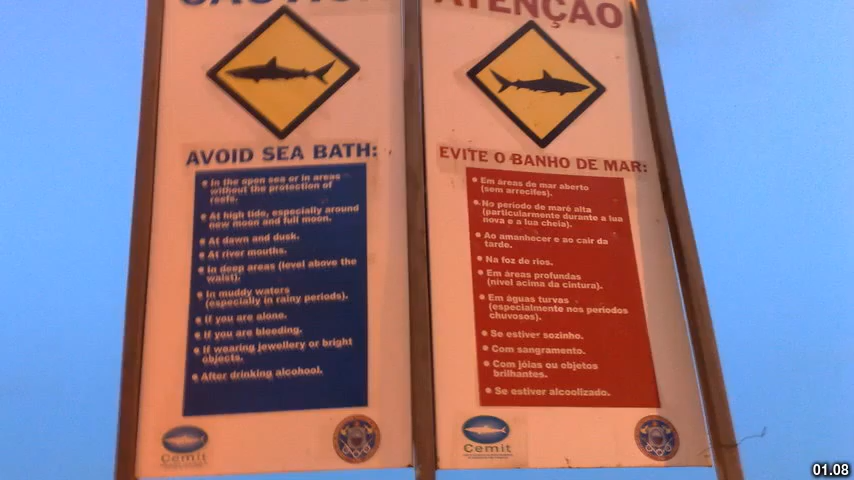 ATENÇÃO
AVOID SEA BATH:
In the open sea or in areas
without the protection of
reefs.
At high tide, especially around
new moon and full moon.
At dawn and dusk.
At river mouths.
In deep areas (level above the
waist).
In muddy waters
(especially in rainy periods).
If you are alone.
If you are bleeding.
If wearing jewellery or bright
objects.
After drinking alcohool.
Cemit
EVITE O BANHO DE MAR:
Em áreas de mar aberto
(sem arrecifes).
No período de maré alta
(particularmente durante a lua
nova e a lua cheia).
Ao amanhecer e ao cair da
tarde.
Na foz de rios.
Em áreas profundas
(nível acima da cintura).
Em águas turvas
(especialmente nos períodos
chuvosos).
Se estiver sozinho.
Com sangramento.
Com jóias ou objetos
brilhantes.
Se estiver alcoolizado.
Cemit
01.08